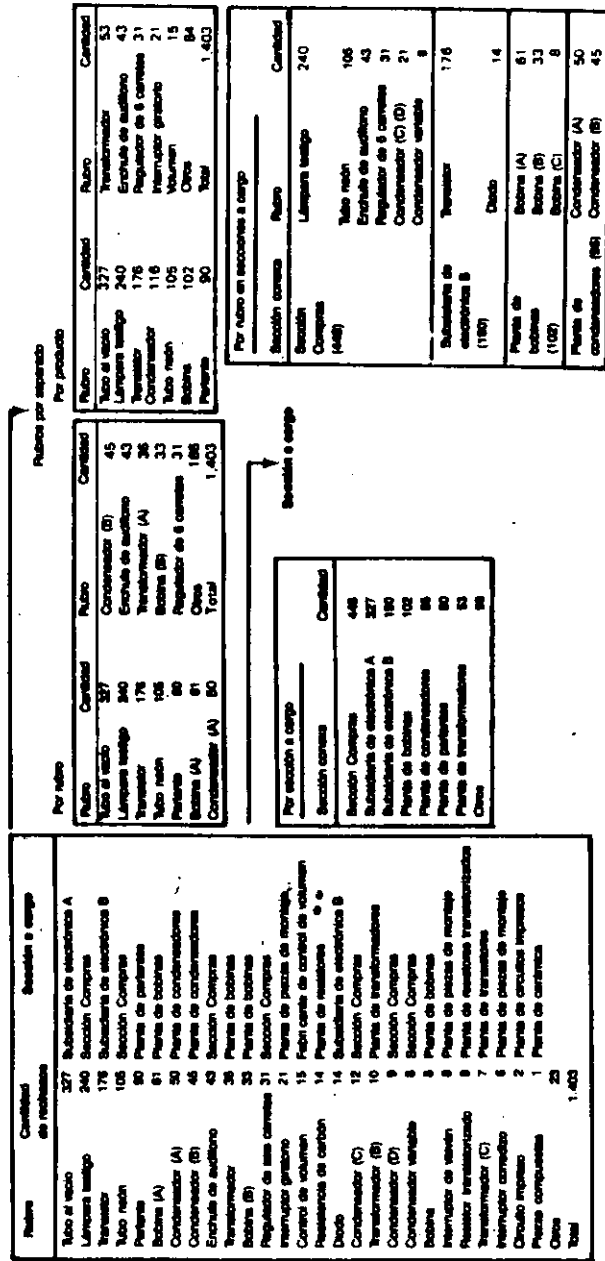 Rubro Cantidad de rechazos Sección a cargo
Tubo al vacío 327 Subsidiaria de electrónica A
Lámpara testigo 240 Sección Compras
Transistor 176 Subsidiaria de electrónica B
Tubo neón 105 Sección Compras
Parlante 90 Planta de parlantes
Bobina (A) 61 Planta de bobinas
Condensador (A) 50 Planta de condensadores
Condensador (B) 45 Planta de condensadores
Enchufe de audífono 43 Sección Compras
Transformador 36 Planta de bobinas
Bobina (B) 33 Planta de bobinas
Regulador de seis carretes 31 Sección Compras
Interruptor giratorio 21 Planta de piezas de montaje
Control de volumen 15 Fabricante de control de volumen
Resistencia de carbón 14 Planta de resistores
Diodo 14 Subsidiaria de electrónica B
Condensador (C) 12 Sección Compras
Transformador (B) 10 Planta de transformadores
Condensador (D) 9 Sección Compras
Condensador variable 8 Sección Compras
Bobina 8 Planta de bobinas
Interruptor de vaivén 8 Planta de piezas de montaje
Resistor transistorizado 8 Planta de resistores transistorizados
Transformador (C) 7 Planta de transistores
Interruptor corredizo 6 Planta de piezas de montaje
Circuito impreso 2 Planta de circuitos impresos
Piezas compuestas 1 Planta de cerámica
Otros 23
Total 1.403
Rubros por separado
Por rubro
Rubro Cantidad Rubro Cantidad
Tubo al vacío 327 Condensador (B) 45
Lámpara testigo 240 Enchufe de audífono 43
Transistor 176 Transformador (A) 36
Tubo neón 105 Bobina (B) 33
Parlante 90 Regulador de 6 carretes 31
Bobina (A) 61 Otros 166
Condensador (A) 50 Total 1,403
Por producto
Rubro Cantidad Rubro Cantidad
Tubo al vacío 327 Transformador 53
Lámpara testigo 240 Enchufe de audífono 43
Transistor 176 Regulador de 6 carretes 31
Condensador 116 Interruptor giratorio 21
Tubo neón 105 Volumen 15
Bobina 102 Otros 84
Parlante 90 Total 1,403
Sección a cargo
Por sección a cargo
Sección conexa Cantidad
Sección Compras 448
Subsidiaria de electrónica A 327
Subsidiaria de electrónica B 190
Planta de bobinas 102
Planta de condensadores 95
Planta de parlantes 90
Planta de transformadores 53
Otros 98
Por rubro en secciones a cargo
Sección conexa Rubro Cantidad
Sección Compras (448) Lámpara testigo 240
Tubo neón 105
Enchufe de audífono 43
Regulador de 6 carretes 31
Condensador (C) (D) 21
Condensador variable 8
Subsidiaria de electrónica B (190) Transistor 176
Diodo 14
Planta de bobinas (102) Bobina (A) 61
Bobina (B) 33
Bobina (C) 8
Planta de condensadores (95) Condensador (A) 50
Condensador (B) 45